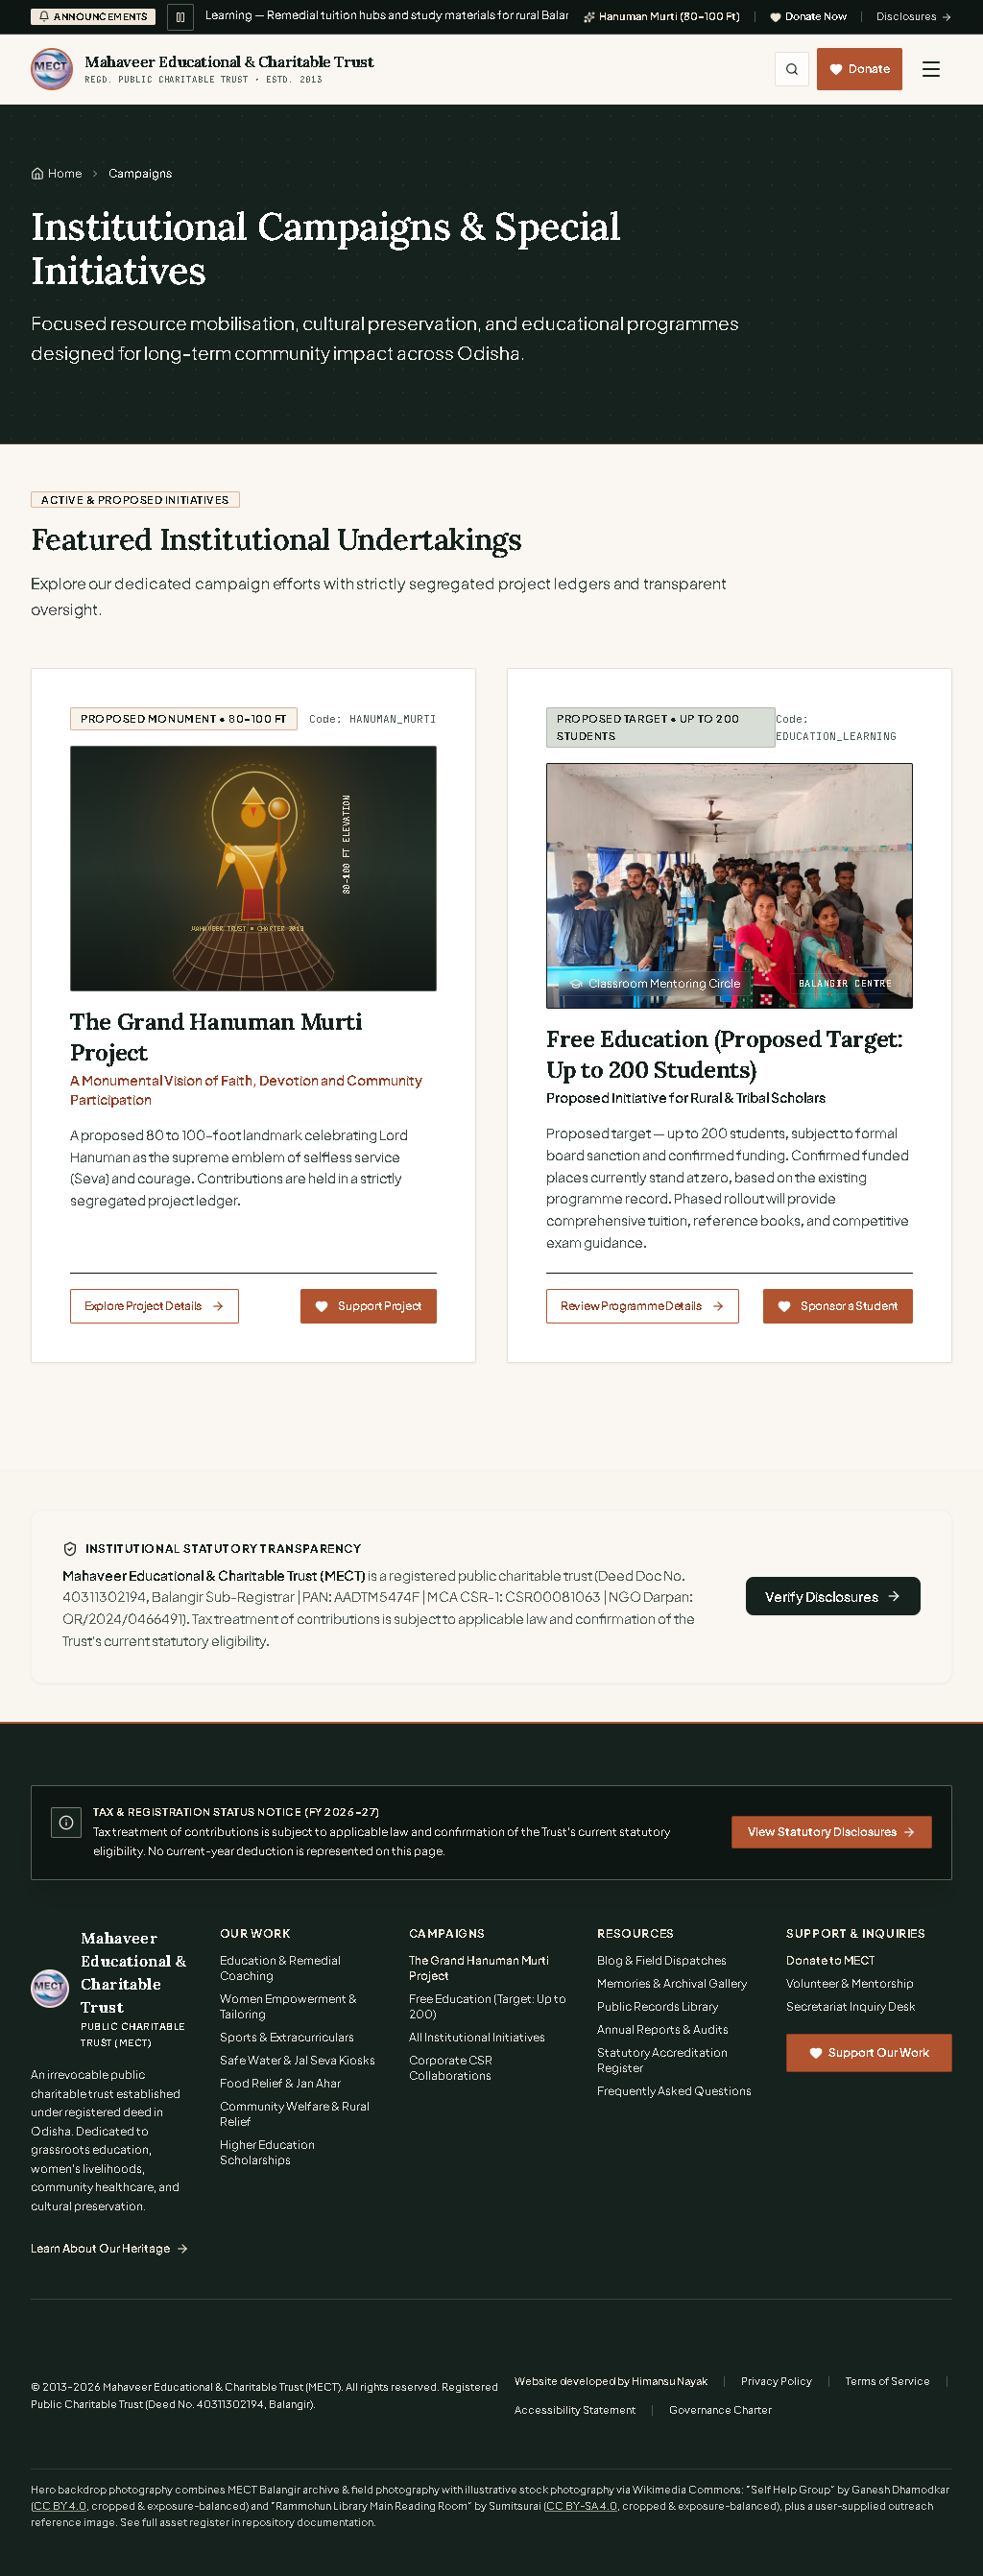 ANNOUNCEMENTS
Learning — Remedial tuition hubs and study materials for rural Balan
Hanuman Murti (80-100 Ft) | Donate Now | Disclosures →
MECT
Mahaveer Educational & Charitable Trust
REGD. PUBLIC CHARITABLE TRUST • ESTD. 2013
Donate
Home > Campaigns
Institutional Campaigns & Special
Initiatives
Focused resource mobilisation, cultural preservation, and educational programmes
designed for long-term community impact across Odisha.
ACTIVE & PROPOSED INITIATIVES
Featured Institutional Undertakings
Explore our dedicated campaign efforts with strictly segregated project ledgers and transparent
oversight.
PROPOSED MONUMENT • 80-100 FT
Code: HANUMAN_MURTI
80-100 FT ELEVATION
MAHAVEER TRUST • CHARTER 2013
The Grand Hanuman Murti
Project
A Monumental Vision of Faith, Devotion and Community
Participation
A proposed 80 to 100-foot landmark celebrating Lord
Hanuman as the supreme emblem of selfless service
(Seva) and courage. Contributions are held in a strictly
segregated project ledger.
Explore Project Details →
Support Project
PROPOSED TARGET • UP TO 200
STUDENTS
Code:
EDUCATION_LEARNING
Classroom Mentoring Circle
BALANGIR CENTRE
Free Education (Proposed Target:
Up to 200 Students)
Proposed Initiative for Rural & Tribal Scholars
Proposed target — up to 200 students, subject to formal
board sanction and confirmed funding. Confirmed funded
places currently stand at zero, based on the existing
programme record. Phased rollout will provide
comprehensive tuition, reference books, and competitive
exam guidance.
Review Programme Details →
Sponsor a Student
INSTITUTIONAL STATUTORY TRANSPARENCY
Mahaveer Educational & Charitable Trust (MECT) is a registered public charitable trust (Deed Doc No.
40311302194, Balangir Sub-Registrar | PAN: AADTM5474F | MCA CSR-1: CSR00081063 | NGO Darpan:
OR/2024/0466491). Tax treatment of contributions is subject to applicable law and confirmation of the
Trust's current statutory eligibility.
Verify Disclosures →
TAX & REGISTRATION STATUS NOTICE (FY 2026-27)
Tax treatment of contributions is subject to applicable law and confirmation of the Trust's current statutory
eligibility. No current-year deduction is represented on this page.
View Statutory Disclosures →
MECT
Mahaveer
Educational &
Charitable
Trust
PUBLIC CHARITABLE
TRUST (MECT)
An irrevocable public
charitable trust established
under registered deed in
Odisha. Dedicated to
grassroots education,
women's livelihoods,
community healthcare, and
cultural preservation.
Learn About Our Heritage →
OUR WORK
Education & Remedial
Coaching
Women Empowerment &
Tailoring
Sports & Extracurriculars
Safe Water & Jal Seva Kiosks
Food Relief & Jan Ahar
Community Welfare & Rural
Relief
Higher Education
Scholarships
CAMPAIGNS
The Grand Hanuman Murti
Project
Free Education (Target: Up to
200)
All Institutional Initiatives
Corporate CSR
Collaborations
RESOURCES
Blog & Field Dispatches
Memories & Archival Gallery
Public Records Library
Annual Reports & Audits
Statutory Accreditation
Register
Frequently Asked Questions
SUPPORT & INQUIRIES
Donate to MECT
Volunteer & Mentorship
Secretariat Inquiry Desk
Support Our Work
© 2013-2026 Mahaveer Educational & Charitable Trust (MECT). All rights reserved. Registered
Public Charitable Trust (Deed No. 40311302194, Balangir).
Website developed by Himansu Nayak | Privacy Policy | Terms of Service |
Accessibility Statement | Governance Charter
Hero backdrop photography combines MECT Balangir archive & field photography with illustrative stock photography via Wikimedia Commons: "Self Help Group" by Ganesh Dhamodkar
(CC BY 4.0, cropped & exposure-balanced) and "Rammohun Library Main Reading Room" by Sumitsurai (CC BY-SA 4.0, cropped & exposure-balanced), plus a user-supplied outreach
reference image. See full asset register in repository documentation.